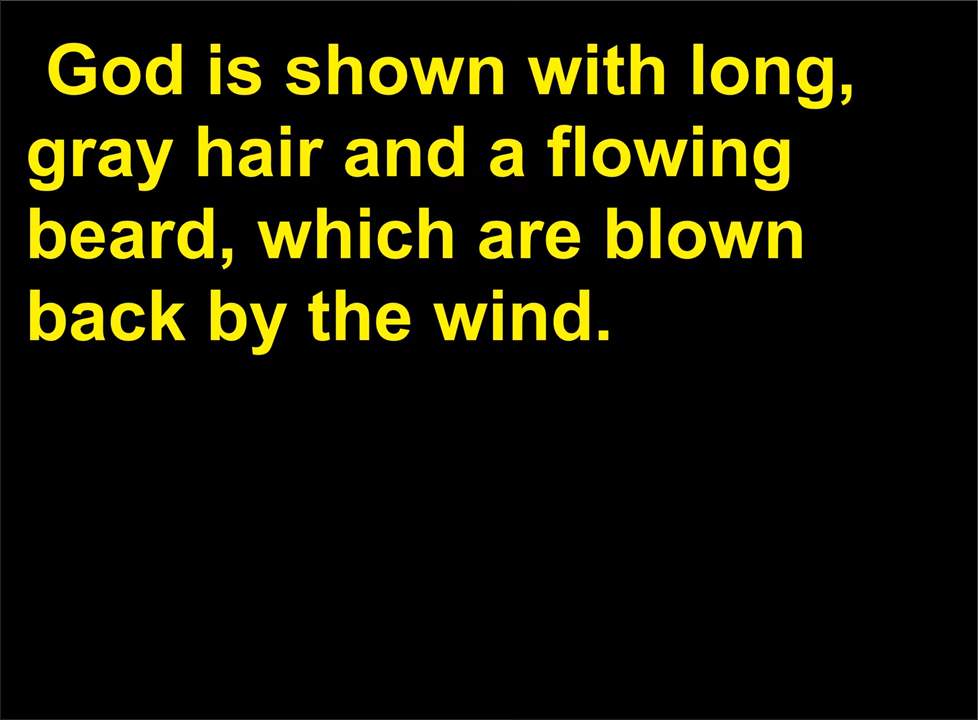 God is shown with long,
gray hair and a flowing
beard, which are blown
back by the wind.